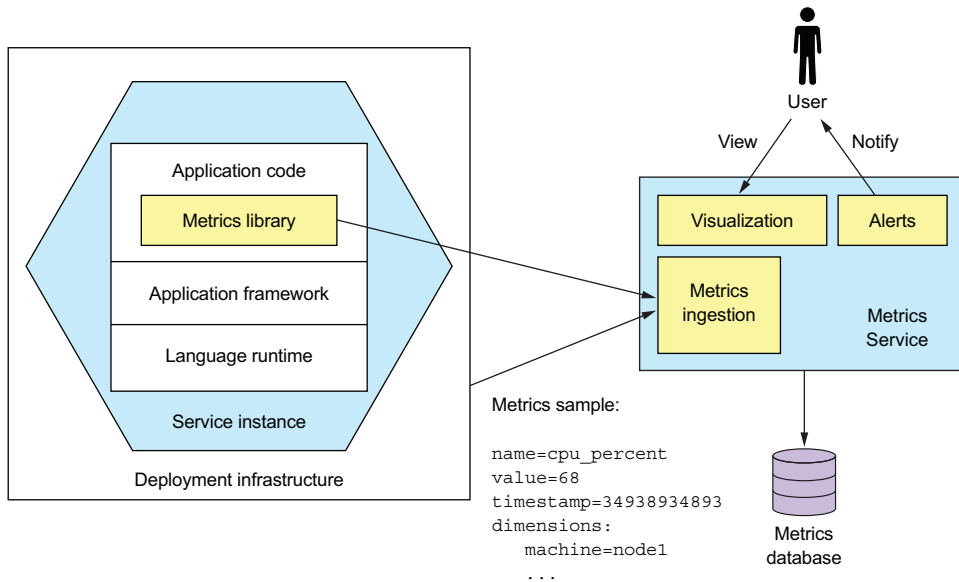 Application code
Metrics library
Application framework
Language runtime
Service instance
Deployment infrastructure
User
View
Notify
Visualization
Alerts
Metrics
ingestion
Metrics
Service
Metrics sample:
name=cpu_percent
value=68
timestamp=34938934893
dimensions:
machine=node1
...
Metrics
database